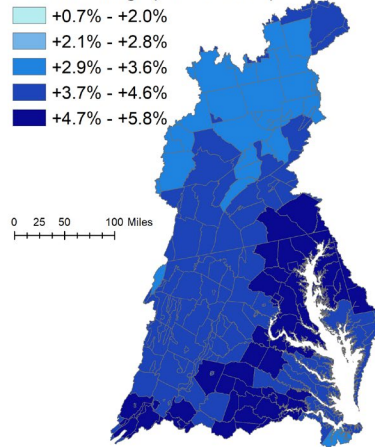 +0.7% - +2.0%
+2.1% - +2.8%
+2.9% - +3.6%
+3.7% - +4.6%
+4.7% - +5.8%
0 25 50 100 Miles